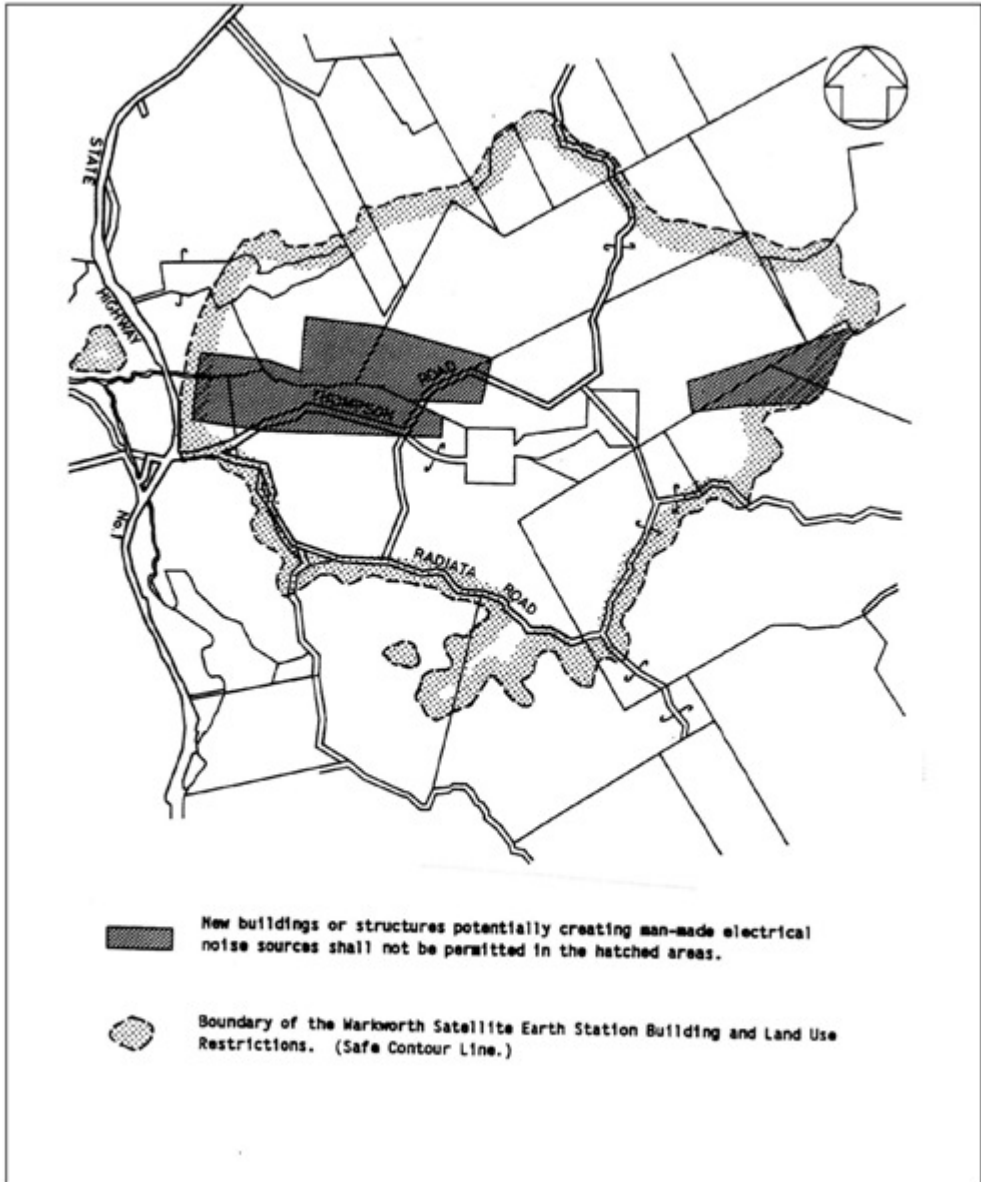 STATE
HIGHWAY
No.1
THOMPSON
ROAD
RADIATA
ROAD
New buildings or structures potentially creating man-made electrical
noise sources shall not be permitted in the hatched areas.
Boundary of the Warkworth Satellite Earth Station Building and Land Use
Restrictions. (Safe Contour Line.)